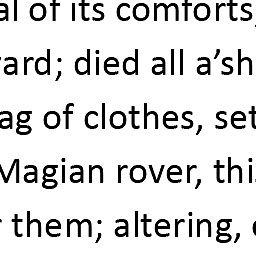 al of its comforts,
ard; died all a’sh
ag of clothes, set
Magian rover, this
them; altering,